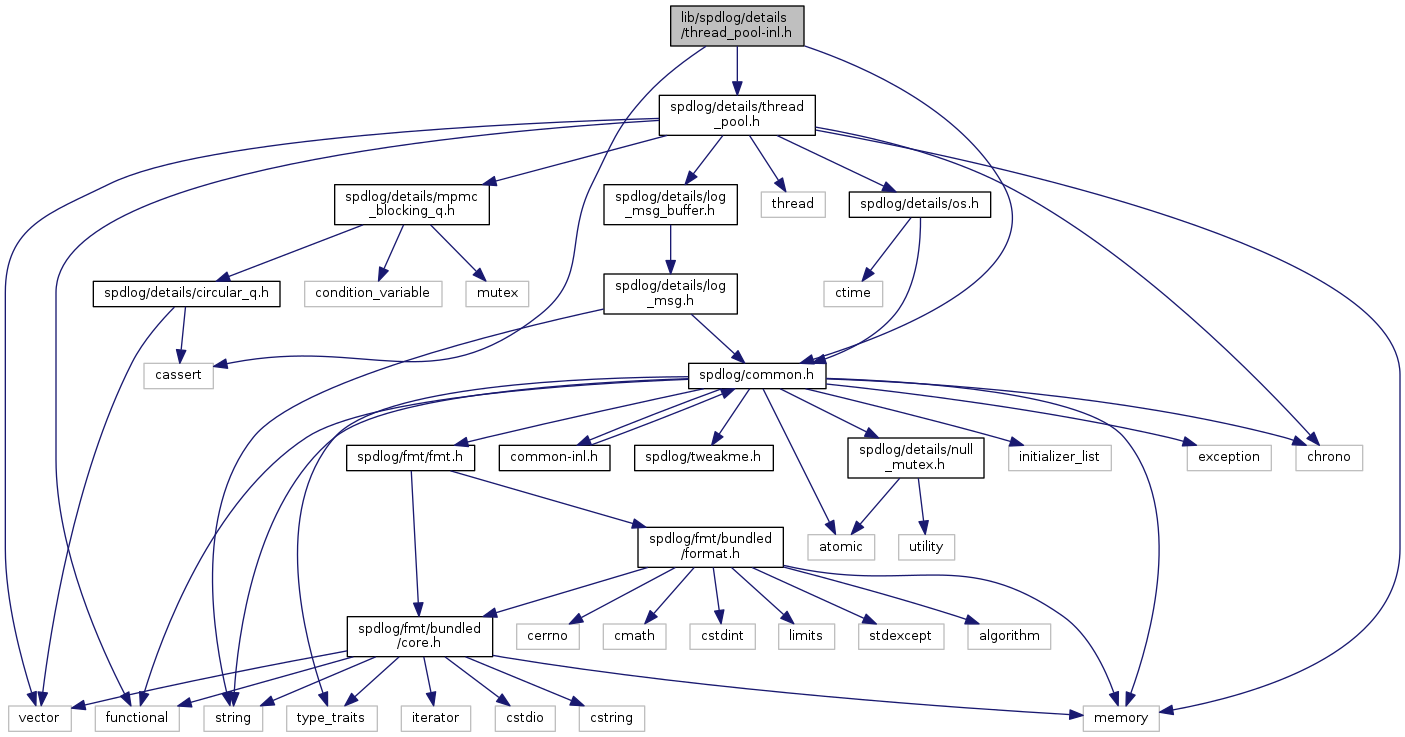 lib/spdlog/details
/thread_pool-inl.h
spdlog/details/thread
_pool.h
spdlog/details/mpmc
_blocking_q.h
spdlog/details/log
_msg_buffer.h
thread
spdlog/details/os.h
spdlog/details/circular_q.h
condition_variable
mutex
spdlog/details/log
_msg.h
ctime
cassert
spdlog/common.h
spdlog/fmt/fmt.h
common-inl.h
spdlog/tweakme.h
spdlog/details/null
_mutex.h
initializer_list
exception
chrono
spdlog/fmt/bundled
/format.h
atomic
utility
spdlog/fmt/bundled
/core.h
cerrno
cmath
cstdint
limits
stdexcept
algorithm
vector
functional
string
type_traits
iterator
cstdio
cstring
memory